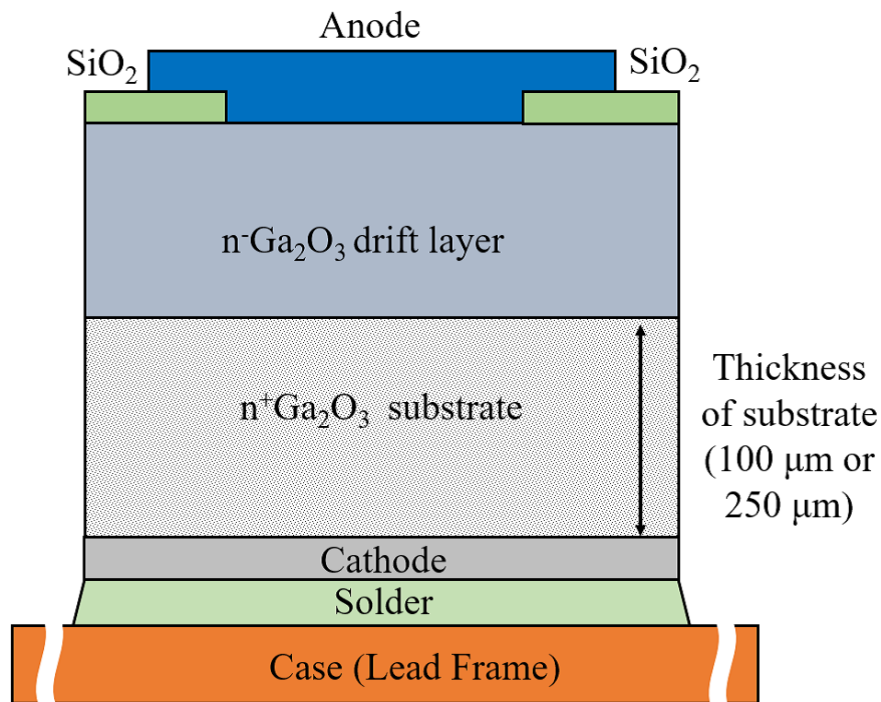 Anode
SiO₂
SiO₂
n⁻Ga₂O₃ drift layer
n⁺Ga₂O₃ substrate
Thickness
of substrate
(100 μm or
250 μm)
Cathode
Solder
Case (Lead Frame)